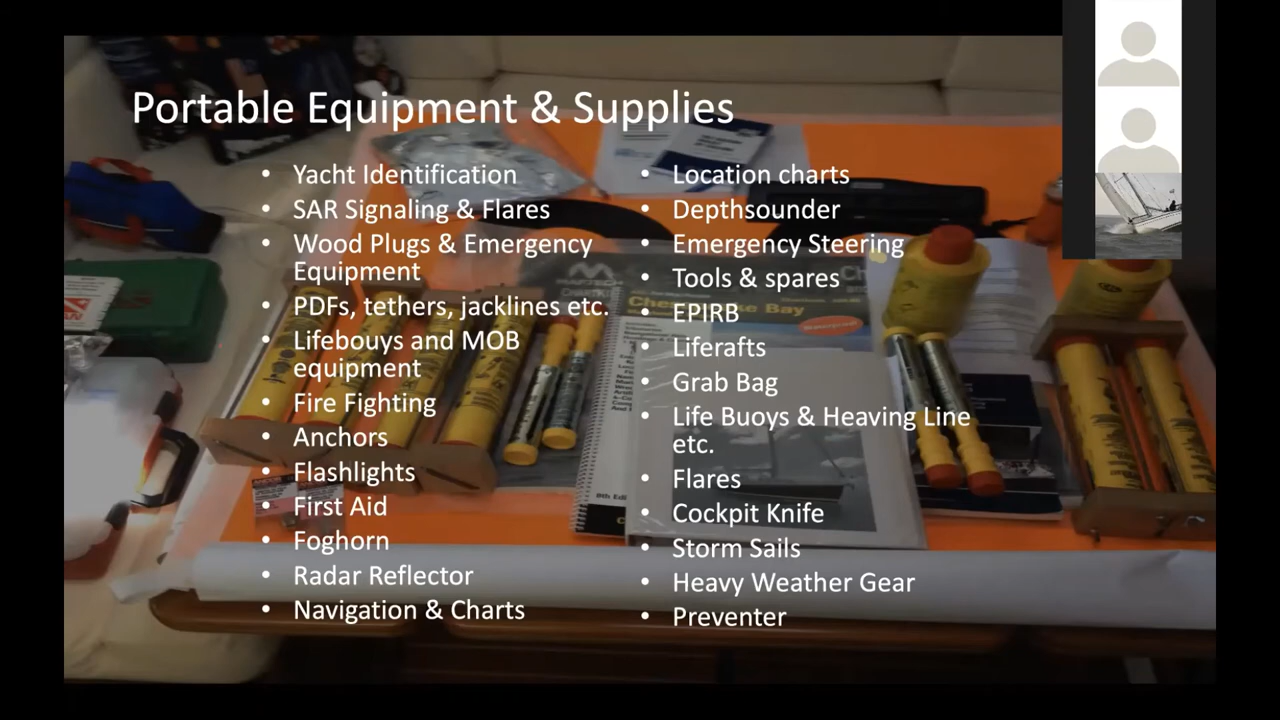 Portable Equipment & Supplies
• Yacht Identification
• SAR Signaling & Flares
• Wood Plugs & Emergency
Equipment
• PDFs, tethers, jacklines etc.
• Lifebouys and MOB
equipment
• Fire Fighting
• Anchors
• Flashlights
• First Aid
• Foghorn
• Radar Reflector
• Navigation & Charts
• Location charts
• Depthsounder
• Emergency Steering
• Tools & spares
• EPIRB
• Liferafts
• Grab Bag
• Life Buoys & Heaving Line
etc.
• Flares
• Cockpit Knife
• Storm Sails
• Heavy Weather Gear
• Preventer